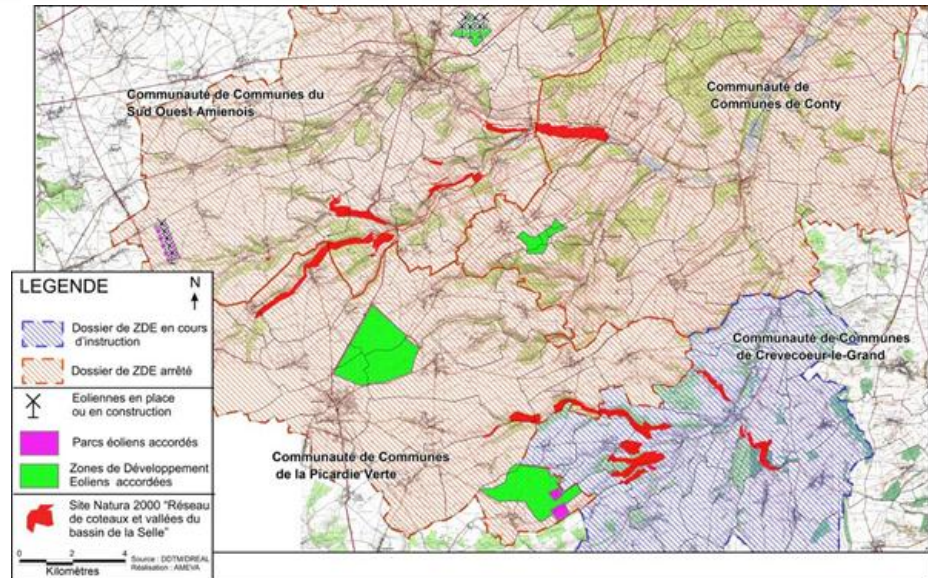 Communauté de Communes du
Sud Ouest Amienois
Communauté de
Communes de Conty
Communauté de Communes
de Crevecoeur-le-Grand
Communauté de Communes
de la Picardie Verte
LEGENDE
N
Dossier de ZDE en cours
d'instruction
Dossier de ZDE arrêté
Eoliennes en place
ou en construction
Parcs éoliens accordés
Zones de Développement
Eoliens accordées
Site Natura 2000 "Réseau
de coteaux et vallées du
bassin de la Selle"
0 2 4
Kilomètres
Source : DDTM/DREAL
Réalisation : AMEVA